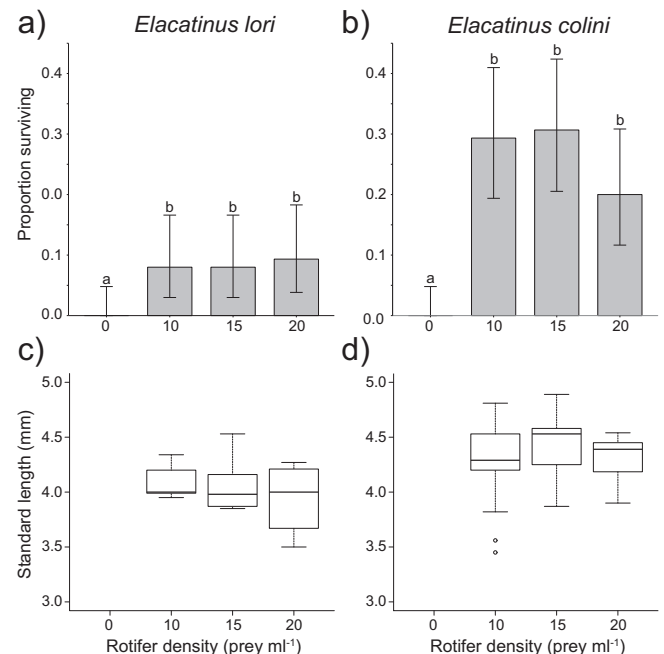 a) Elacatinus lori
b) Elacatinus colini
Proportion surviving
0.4
0.3
0.0
0.1
0.0
a
b
b
b
0
10
15
20
0.4
0.3
0.2
0.1
0.0
a
b
b
b
0
10
15
20
c)
d)
Standard length (mm)
5.0
4.5
4.0
3.5
3.0
0
10
15
20
Rotifer density (prey ml⁻¹)
5.0
4.5
4.0
3.5
3.0
0
10
15
20
Rotifer density (prey ml⁻¹)